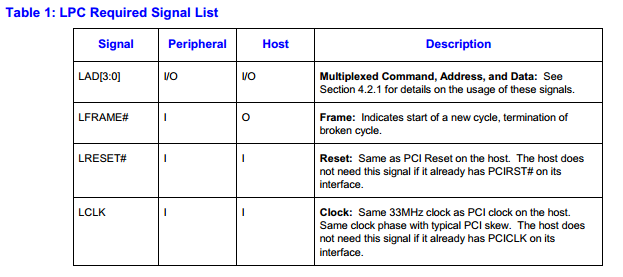 Table 1: LPC Required Signal List
Signal Peripheral Host Description
LAD[3:0] I/O I/O Multiplexed Command, Address, and Data: See
Section 4.2.1 for details on the usage of these signals.
LFRAME# I O Frame: Indicates start of a new cycle, termination of
broken cycle.
LRESET# I I Reset: Same as PCI Reset on the host. The host does
not need this signal if it already has PCIRST# on its
interface.
LCLK I I Clock: Same 33MHz clock as PCI clock on the host.
Same clock phase with typical PCI skew. The host does
not need this signal if it already has PCICLK on its
interface.